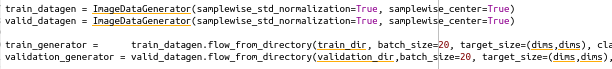 train_datagen = ImageDataGenerator(samplewise_std_normalization=True, samplewise_center=True)
valid_datagen = ImageDataGenerator(samplewise_std_normalization=True, samplewise_center=True)
train_generator =      train_datagen.flow_from_directory(train_dir, batch_size=20, target_size=(dims,dims), cla
validation_generator = valid_datagen.flow_from_directory(validation_dir,batch_size=20, target_size=(dims,dims),